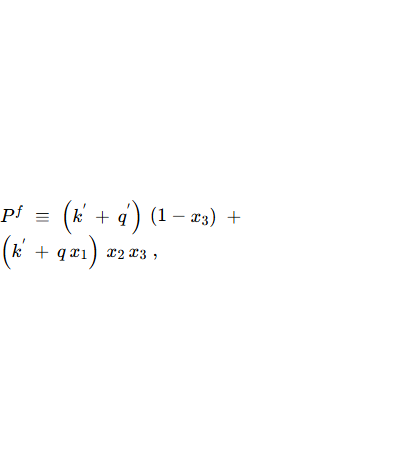 P^f ≡ (k′ + q′) (1 − x₃) +
(k′ + q x₁) x₂ x₃ ,